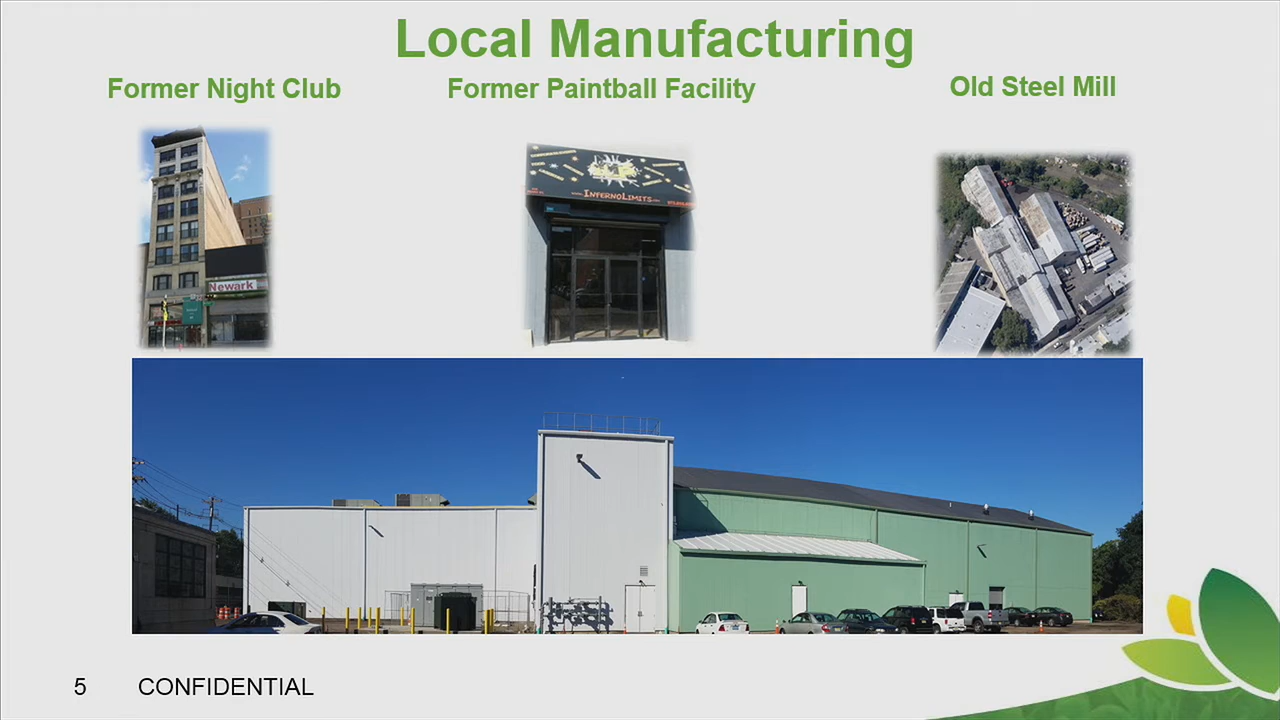 Local Manufacturing
Former Night Club
Former Paintball Facility
Old Steel Mill
Newark
INFERNOLIMITS
5 CONFIDENTIAL